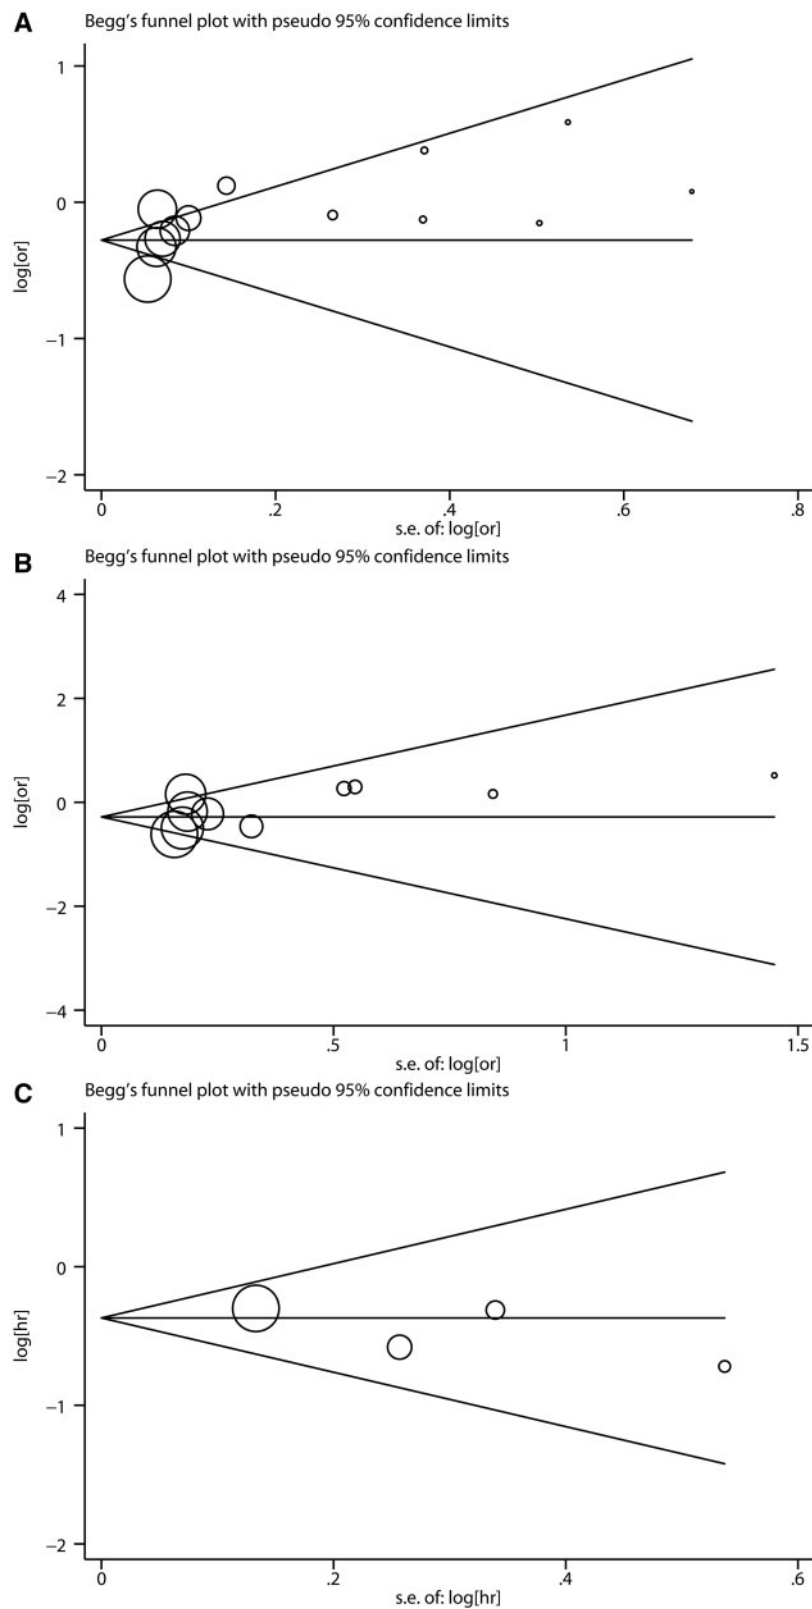 A
Begg’s funnel plot with pseudo 95% confidence limits
1
0
−1
−2
log[or]
0 .2 .4 .6 .8
s.e. of: log[or]
B
Begg’s funnel plot with pseudo 95% confidence limits
4
2
0
−2
−4
log[or]
0 .5 1 1.5
s.e. of: log[or]
C
Begg’s funnel plot with pseudo 95% confidence limits
1
0
−1
−2
log[hr]
0 .2 .4 .6
s.e. of: log[hr]